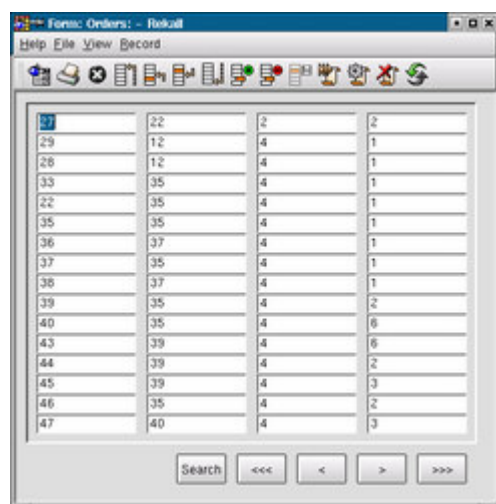 Form: Orders: - Rekall
Help File View Record
27 22 2 2
29 12 4 1
28 12 4 1
33 35 4 1
22 35 4 1
35 35 4 1
36 37 4 1
37 35 4 1
38 37 4 1
39 35 4 2
40 35 4 6
43 39 4 6
44 39 4 2
45 39 4 3
46 35 4 2
47 40 4 3
Search <<< < > >>>